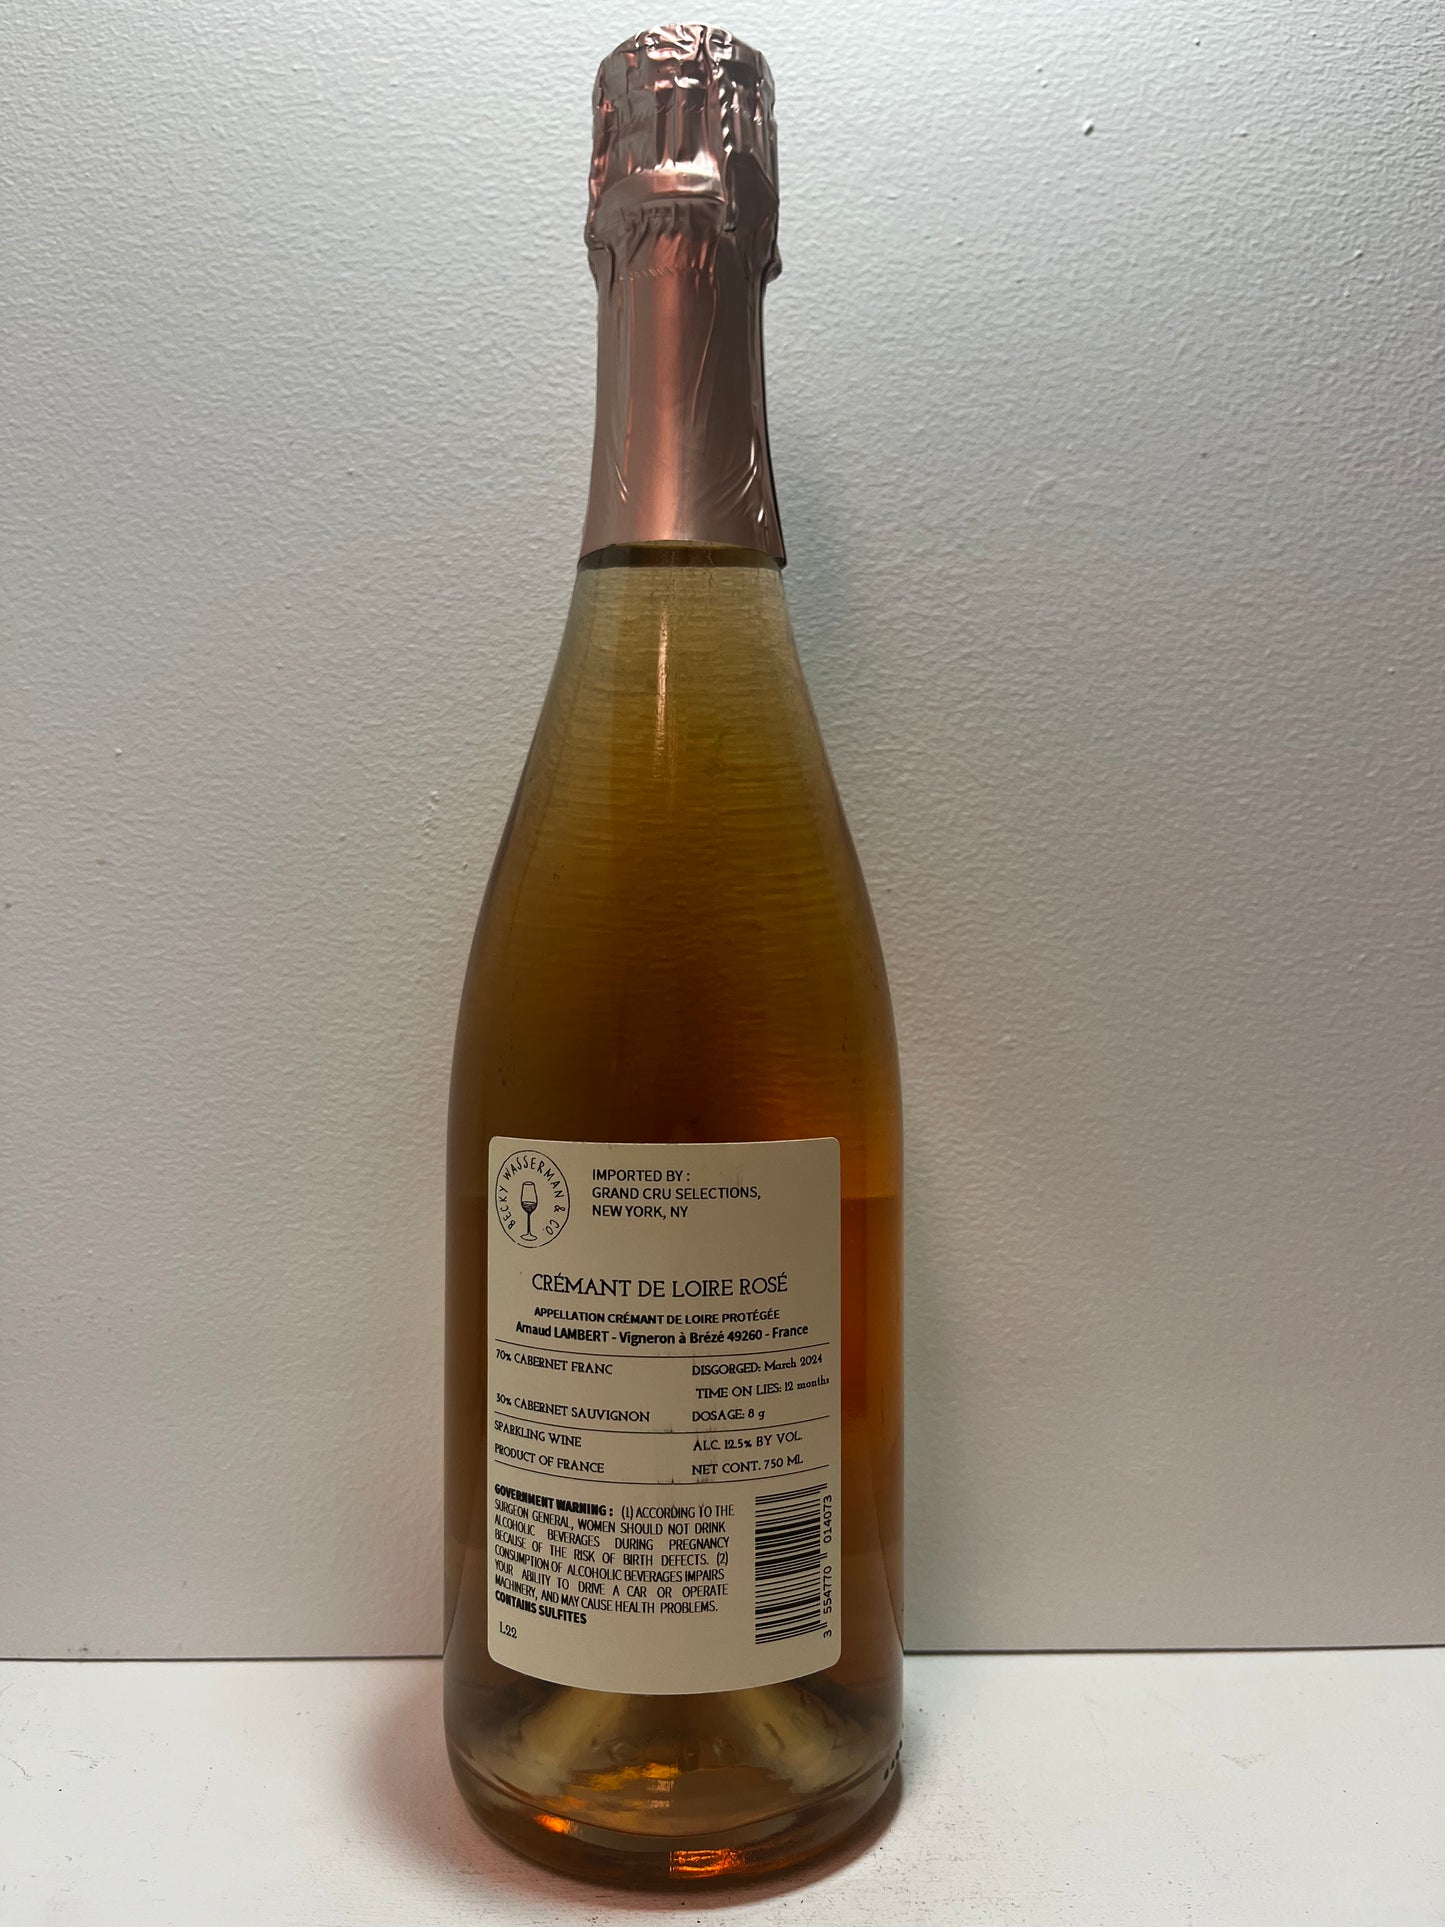 BECKY WASSERMAN & CO.
IMPORTED BY :
GRAND CRU SELECTIONS,
NEW YORK, NY
CRÉMANT DE LOIRE ROSÉ
APPELLATION CRÉMANT DE LOIRE PROTÉGÉE
Arnaud LAMBERT - Vigneron à Brézé 49260 - France
70% CABERNET FRANC
DISGORGED: March 2024
TIME ON LIES: 12 months
30% CABERNET SAUVIGNON
DOSAGE: 8 g
SPARKLING WINE
ALC. 12.5% BY VOL.
PRODUCT OF FRANCE
NET CONT. 750 ML
GOVERNMENT WARNING : (1) ACCORDING TO THE
SURGEON GENERAL, WOMEN SHOULD NOT DRINK
ALCOHOLIC BEVERAGES DURING PREGNANCY
BECAUSE OF THE RISK OF BIRTH DEFECTS. (2)
CONSUMPTION OF ALCOHOLIC BEVERAGES IMPAIRS
YOUR ABILITY TO DRIVE A CAR OR OPERATE
MACHINERY, AND MAY CAUSE HEALTH PROBLEMS.
CONTAINS SULFITES
L22
3 554770 014073